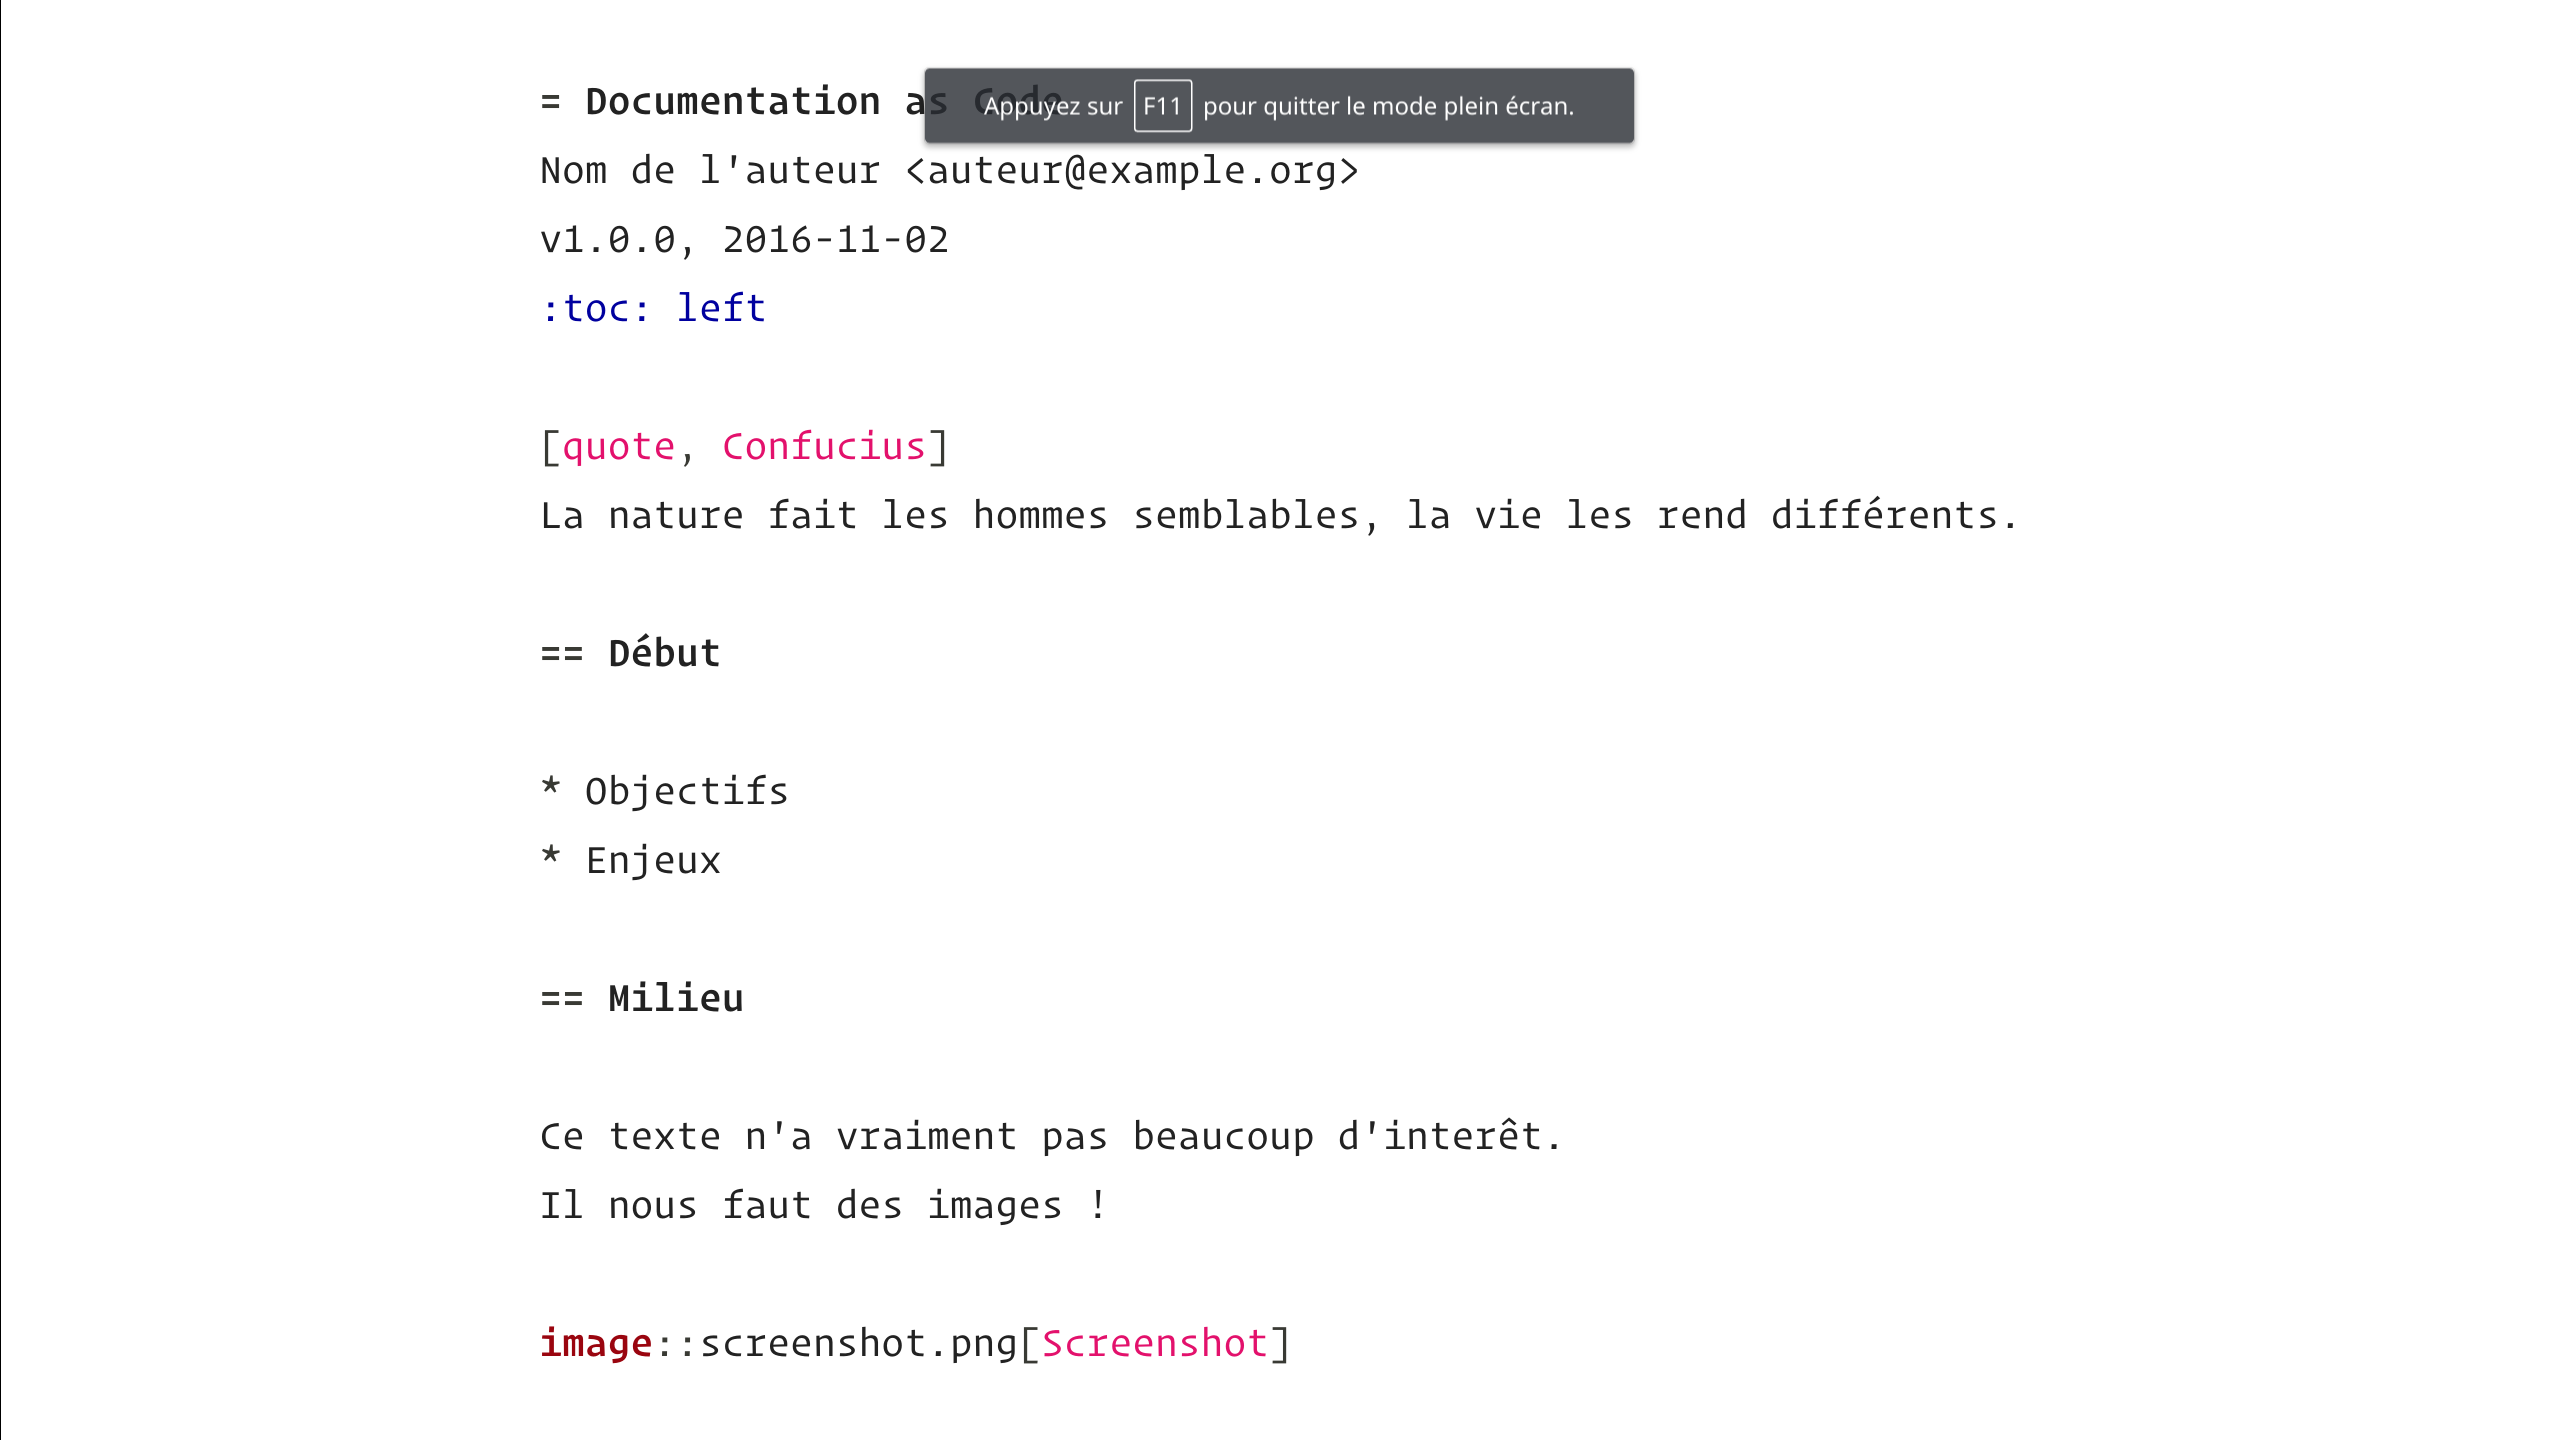 = Documentation as Code
Appuyez sur F11 pour quitter le mode plein écran.
Nom de l'auteur <auteur@example.org>
v1.0.0, 2016-11-02
:toc: left
[quote, Confucius]
La nature fait les hommes semblables, la vie les rend différents.
== Début
* Objectifs
* Enjeux
== Milieu
Ce texte n'a vraiment pas beaucoup d'interêt.
Il nous faut des images !
image::screenshot.png[Screenshot]